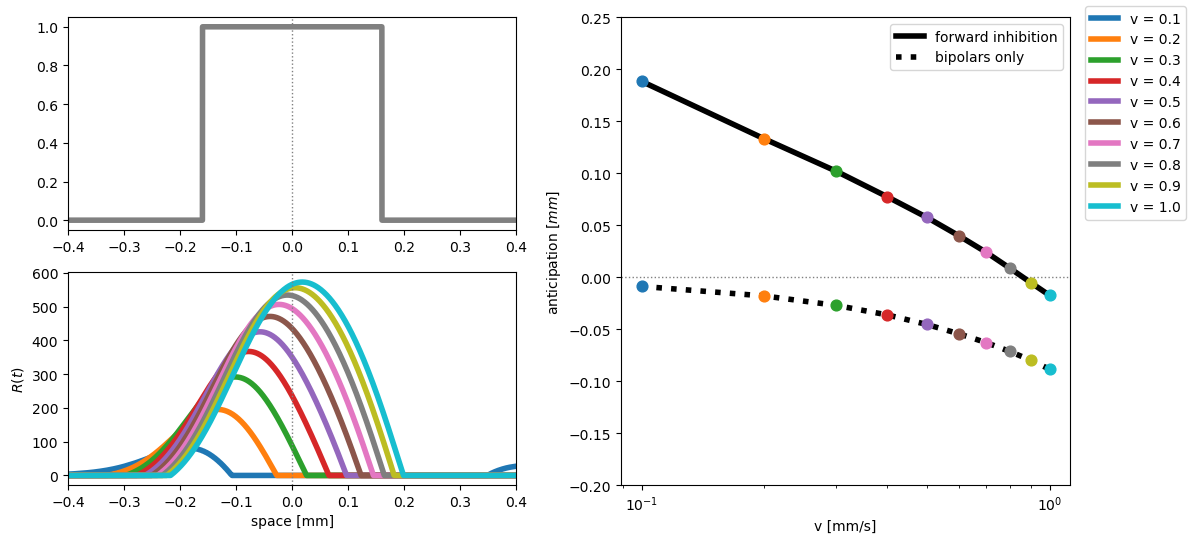 1.0
0.8
0.6
0.4
0.2
0.0
−0.4 −0.3 −0.2 −0.1 0.0 0.1 0.2 0.3 0.4
600
500
400
300
200
100
0
R(t)
−0.4 −0.3 −0.2 −0.1 0.0 0.1 0.2 0.3 0.4
space [mm]
0.25
0.20
0.15
0.10
0.05
0.00
−0.05
−0.10
−0.15
−0.20
anticipation [mm]
forward inhibition
bipolars only
10⁻¹ 10⁰
v [mm/s]
v = 0.1
v = 0.2
v = 0.3
v = 0.4
v = 0.5
v = 0.6
v = 0.7
v = 0.8
v = 0.9
v = 1.0